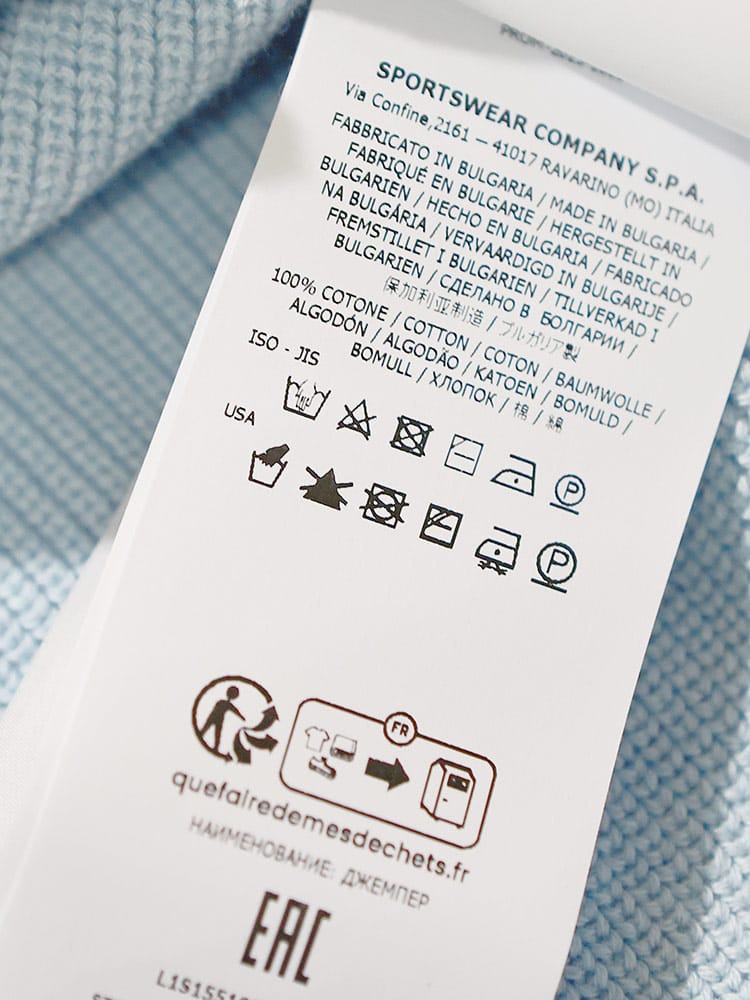 SPORTSWEAR COMPANY S.P.A.
Via Confine,2161 – 41017 RAVARINO (MO) ITALIA
FABBRICATO IN BULGARIA / MADE IN BULGARIA /
FABRIQUÉ EN BULGARIE / HERGESTELLT IN
BULGARIEN / HECHO EN BULGARIA / FABRICADO
NA BULGÁRIA / VERVAARDIGD IN BULGARIJE /
FREMSTILLET I BULGARIEN / TILLVERKAD I
BULGARIEN / СДЕЛАНО В БОЛГАРИИ /
保加利亚制造 / ブルガリア製
100% COTONE / COTTON / COTON / BAUMWOLLE /
ALGODÓN / ALGODÃO / KATOEN / BOMULD /
BOMULL / ХЛОПОК / 棉 / 綿
ISO - JIS
P
USA
P
FR
quefairedemesdechets.fr
НАИМЕНОВАНИЕ: ДЖЕМПЕР
EAC